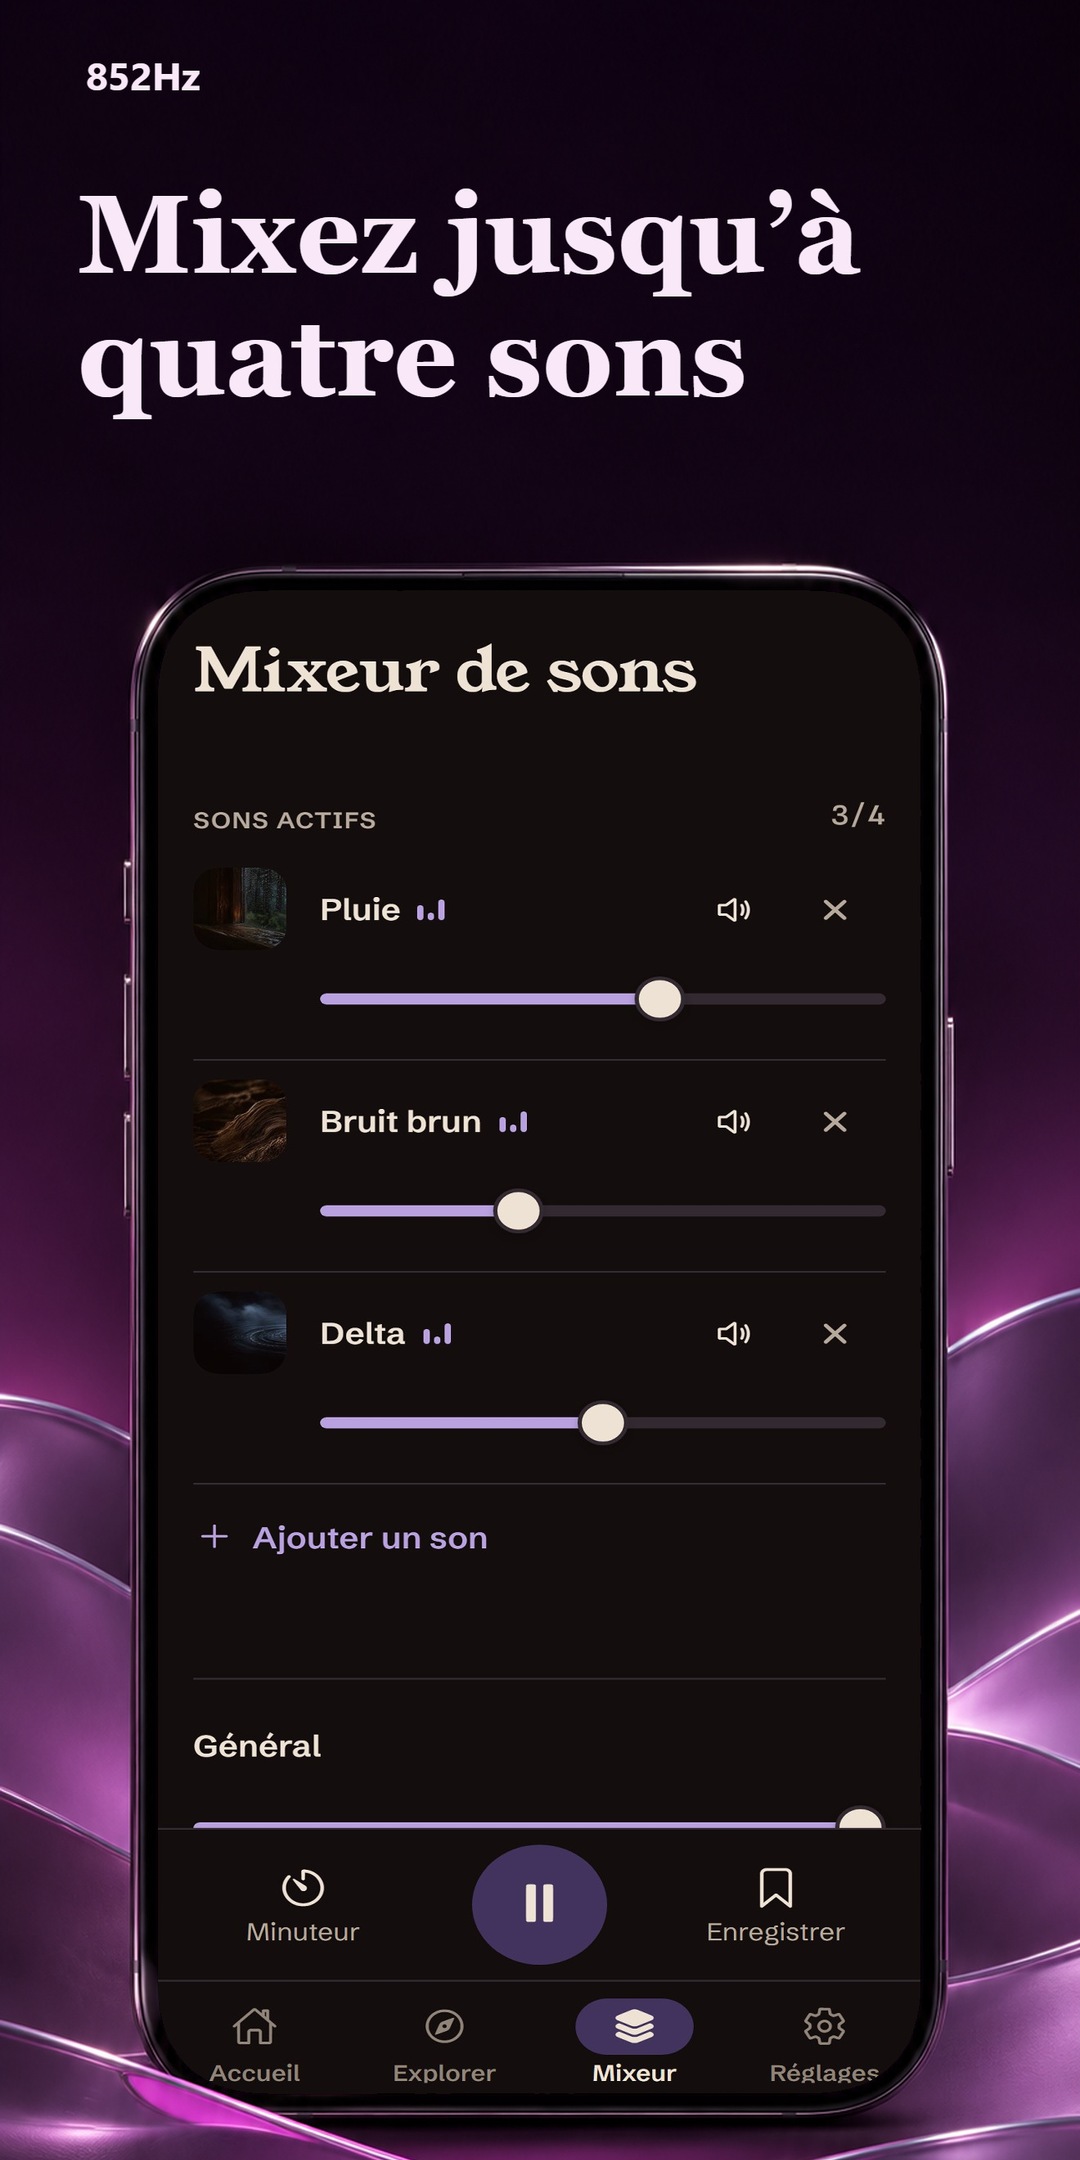 852Hz
Mixez jusqu’à
quatre sons
Mixeur de sons
SONS ACTIFS 3/4
Pluie
Bruit brun
Delta
+ Ajouter un son
Général
Minuteur Enregistrer
Accueil Explorer Mixeur Réglages